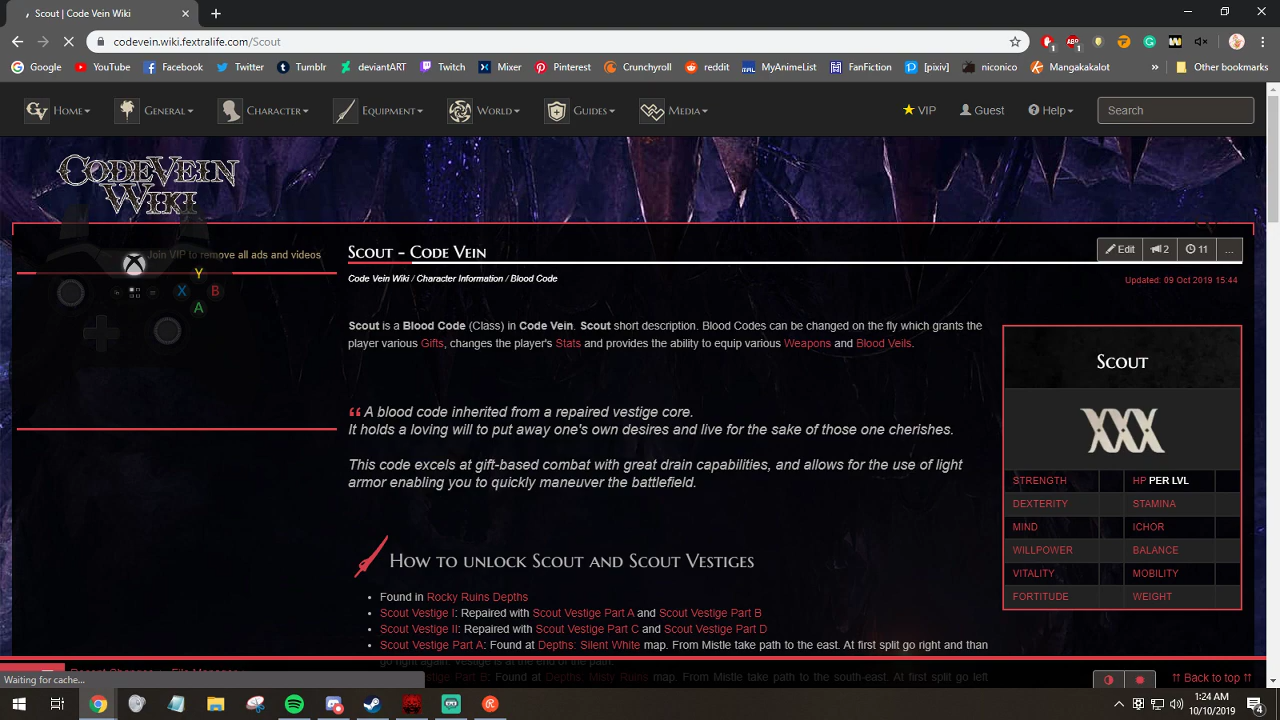 Scout | Code Vein
codevein.wiki.fextralife.com/Scout
Google YouTube Facebook Twitter Tumblr deviantART Twitch Mixer Pinterest Crunchyroll reddit MyAnimeList FanFiction [pixiv] niconico Mangakakalot » Other bookmarks
Home General Character Equipment World Guides Media VIP Guest Help Search
CodeVein
Wiki
Join VIP to remove all ads and videos
Scout - Code Vein
Edit 2 11 ...
Code Vein Wiki / Character Information / Blood Code
Updated: 09 Oct 2019 15:44
Scout is a Blood Code (Class) in Code Vein. Scout short description. Blood Codes can be changed on the fly which grants the
player various Gifts, changes the player's Stats and provides the ability to equip various Weapons and Blood Veils.
A blood code inherited from a repaired vestige core.
It holds a loving will to put away one's own desires and live for the sake of those one cherishes.
This code excels at gift-based combat with great drain capabilities, and allows for the use of light
armor enabling you to quickly maneuver the battlefield.
Scout
STRENGTH HP PER LVL
DEXTERITY STAMINA
MIND ICHOR
WILLPOWER BALANCE
VITALITY MOBILITY
FORTITUDE WEIGHT
How to unlock Scout and Scout Vestiges
Found in Rocky Ruins Depths
Scout Vestige I: Repaired with Scout Vestige Part A and Scout Vestige Part B
Scout Vestige II: Repaired with Scout Vestige Part C and Scout Vestige Part D
Scout Vestige Part A: Found at Depths: Silent White map. From Mistle take path to the east. At first split go right and than
go right again. Vestige is at the end of the path.
Vestige Part B: Found at Depths: Misty Ruins map. From Mistle take path to the south-east. At first split go left
Recent Changes File Manager
Waiting for cache...
↑↑ Back to top ↑↑
Y
X B
A
1:24 AM
10/10/2019
4